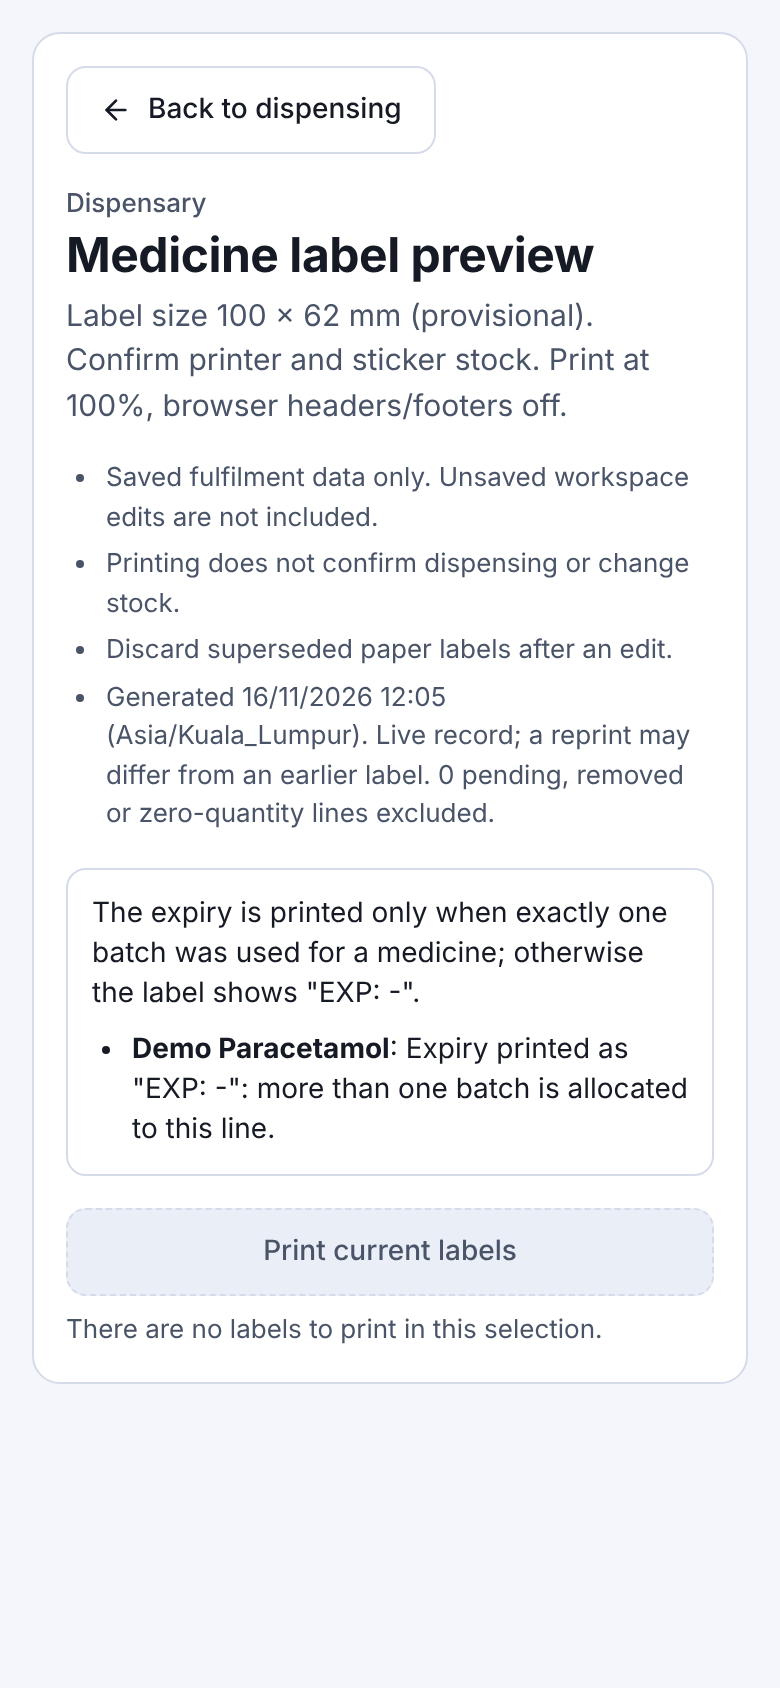 Back to dispensing
Dispensary
Medicine label preview
Label size 100 × 62 mm (provisional).
Confirm printer and sticker stock. Print at
100%, browser headers/footers off.
• Saved fulfilment data only. Unsaved workspace
edits are not included.
• Printing does not confirm dispensing or change
stock.
• Discard superseded paper labels after an edit.
• Generated 16/11/2026 12:05
(Asia/Kuala_Lumpur). Live record; a reprint may
differ from an earlier label. 0 pending, removed
or zero-quantity lines excluded.
The expiry is printed only when exactly one
batch was used for a medicine; otherwise
the label shows "EXP: -".
• Demo Paracetamol: Expiry printed as
"EXP: -": more than one batch is allocated
to this line.
Print current labels
There are no labels to print in this selection.